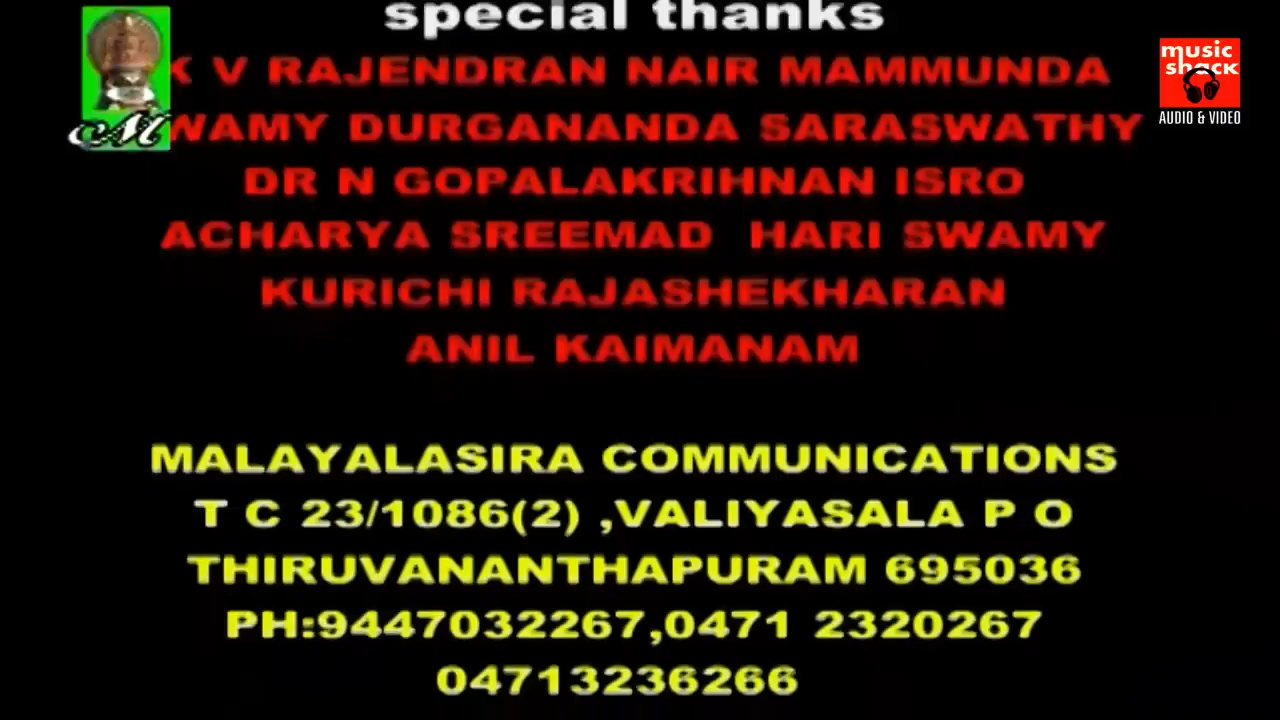 special thanks
K V RAJENDRAN NAIR MAMMUNDA
WAMY DURGANANDA SARASWATHY
DR N GOPALAKRIHNAN ISRO
ACHARYA SREEMAD HARI SWAMY
KURICHI RAJASHEKHARAN
ANIL KAIMANAM
MALAYALASIRA COMMUNICATIONS
T C 23/1086(2) ,VALIYASALA P O
THIRUVANANTHAPURAM 695036
PH:9447032267,0471 2320267
04713236266
M
music
shack
AUDIO & VIDEO